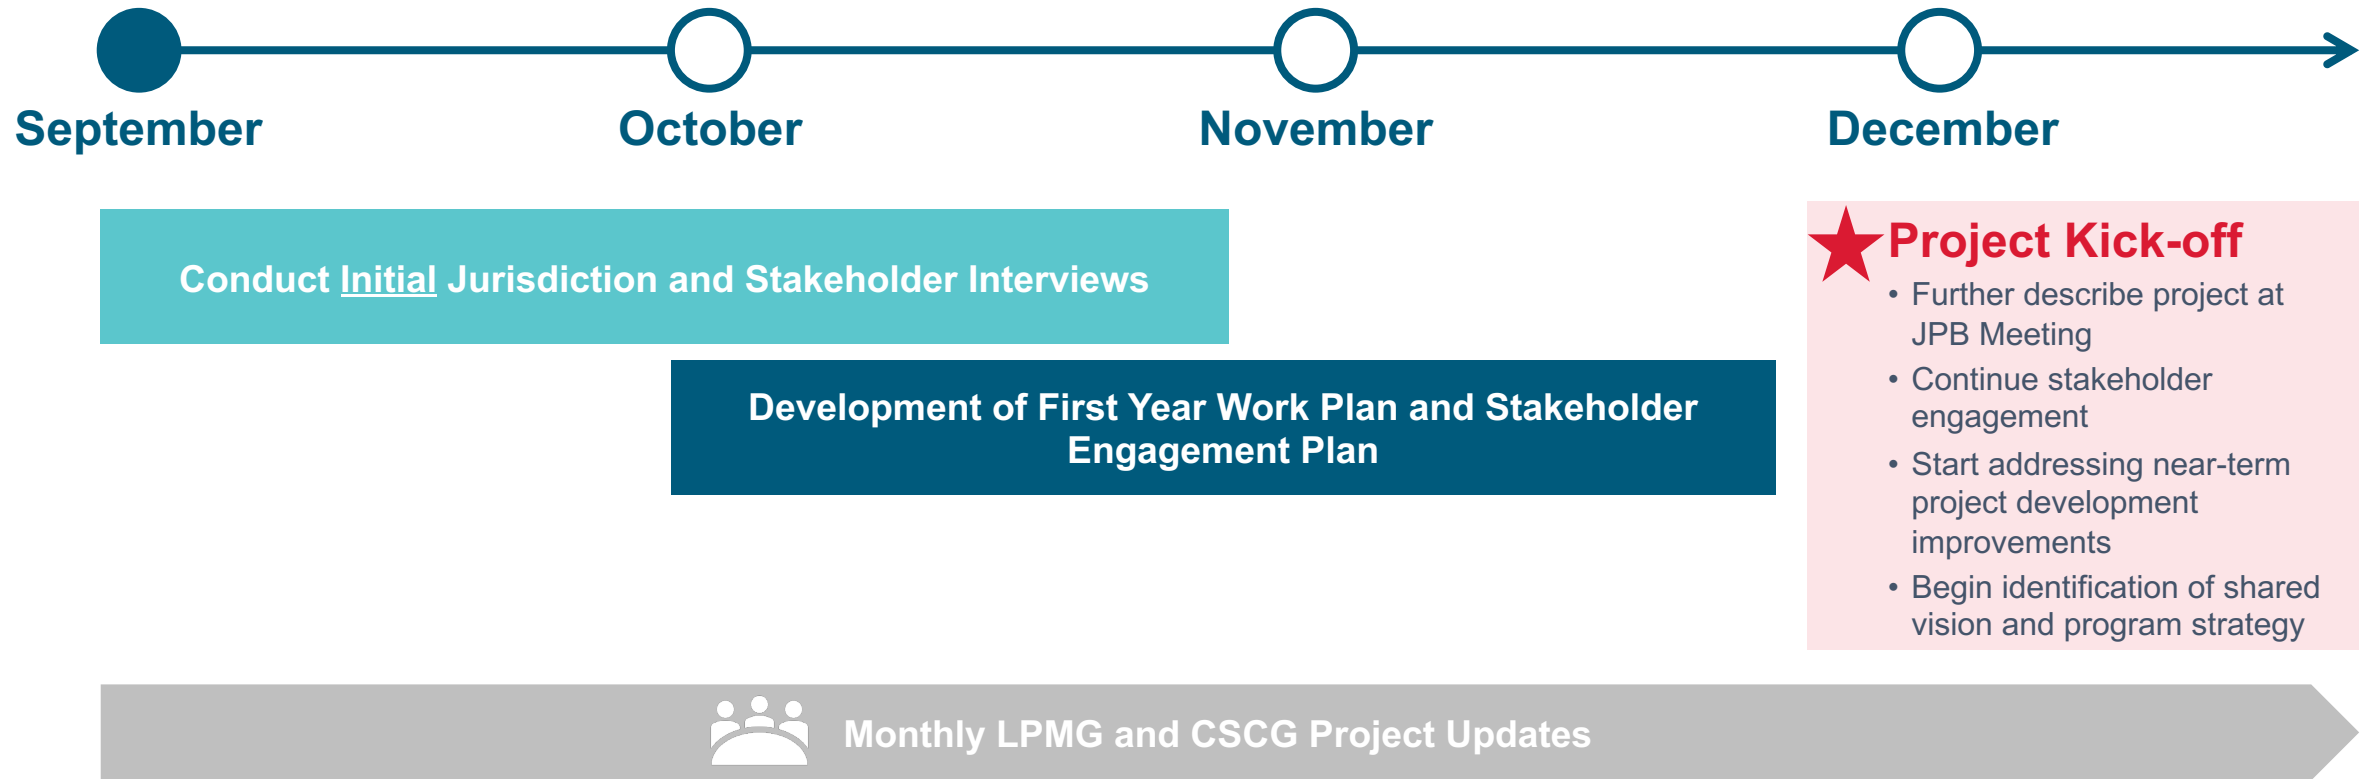 September
October
November
December
Conduct Initial Jurisdiction and Stakeholder Interviews
Development of First Year Work Plan and Stakeholder
Engagement Plan
Project Kick-off
• Further describe project at
JPB Meeting
• Continue stakeholder
engagement
• Start addressing near-term
project development
improvements
• Begin identification of shared
vision and program strategy
Monthly LPMG and CSCG Project Updates